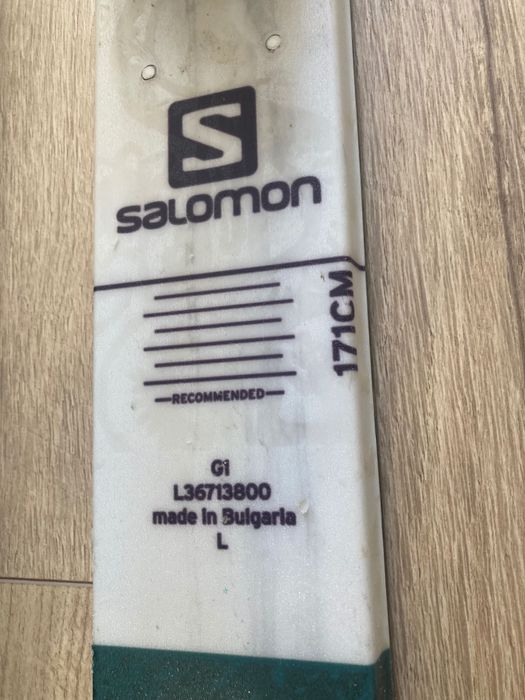 S
salomon
171CM
RECOMMENDED
G1
L36713800
made in Bulgaria
L